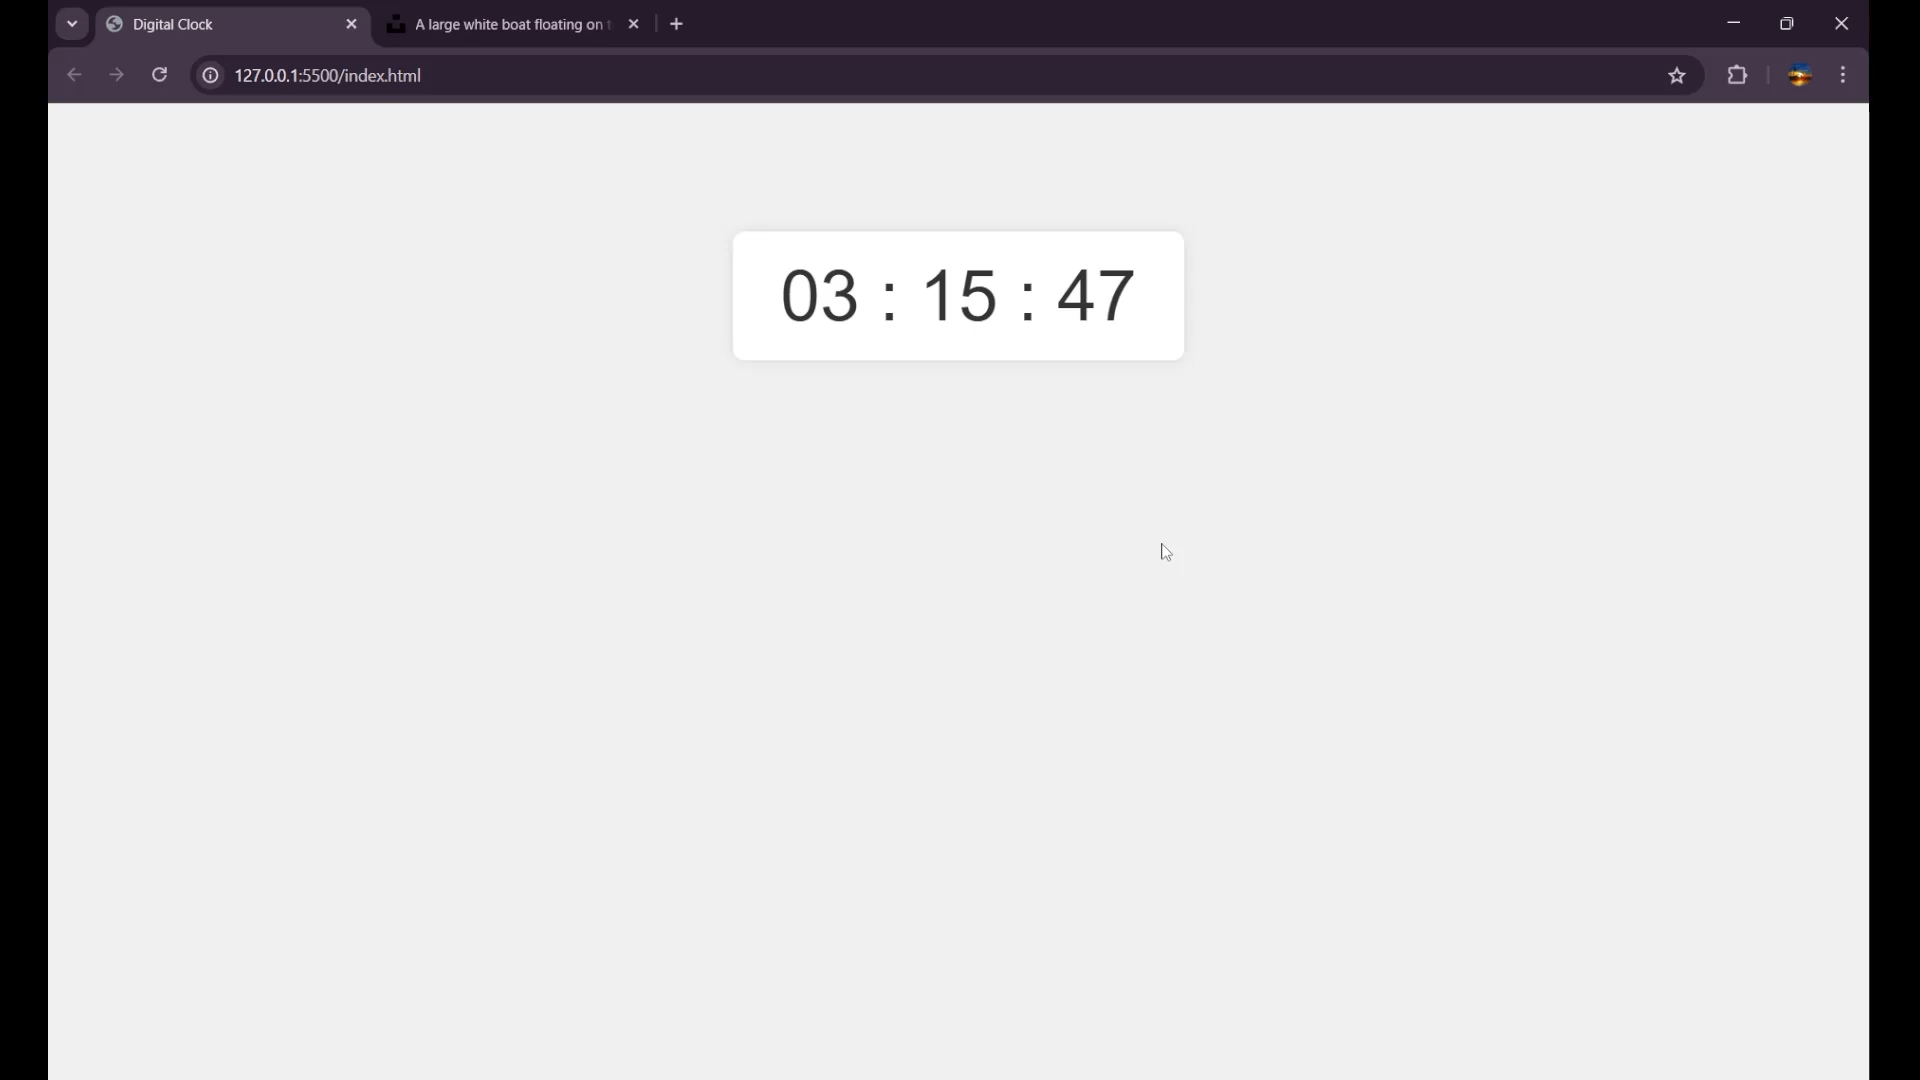 Digital Clock
A large white boat floating on
127.0.0.1:5500/index.html
03 : 15 : 47